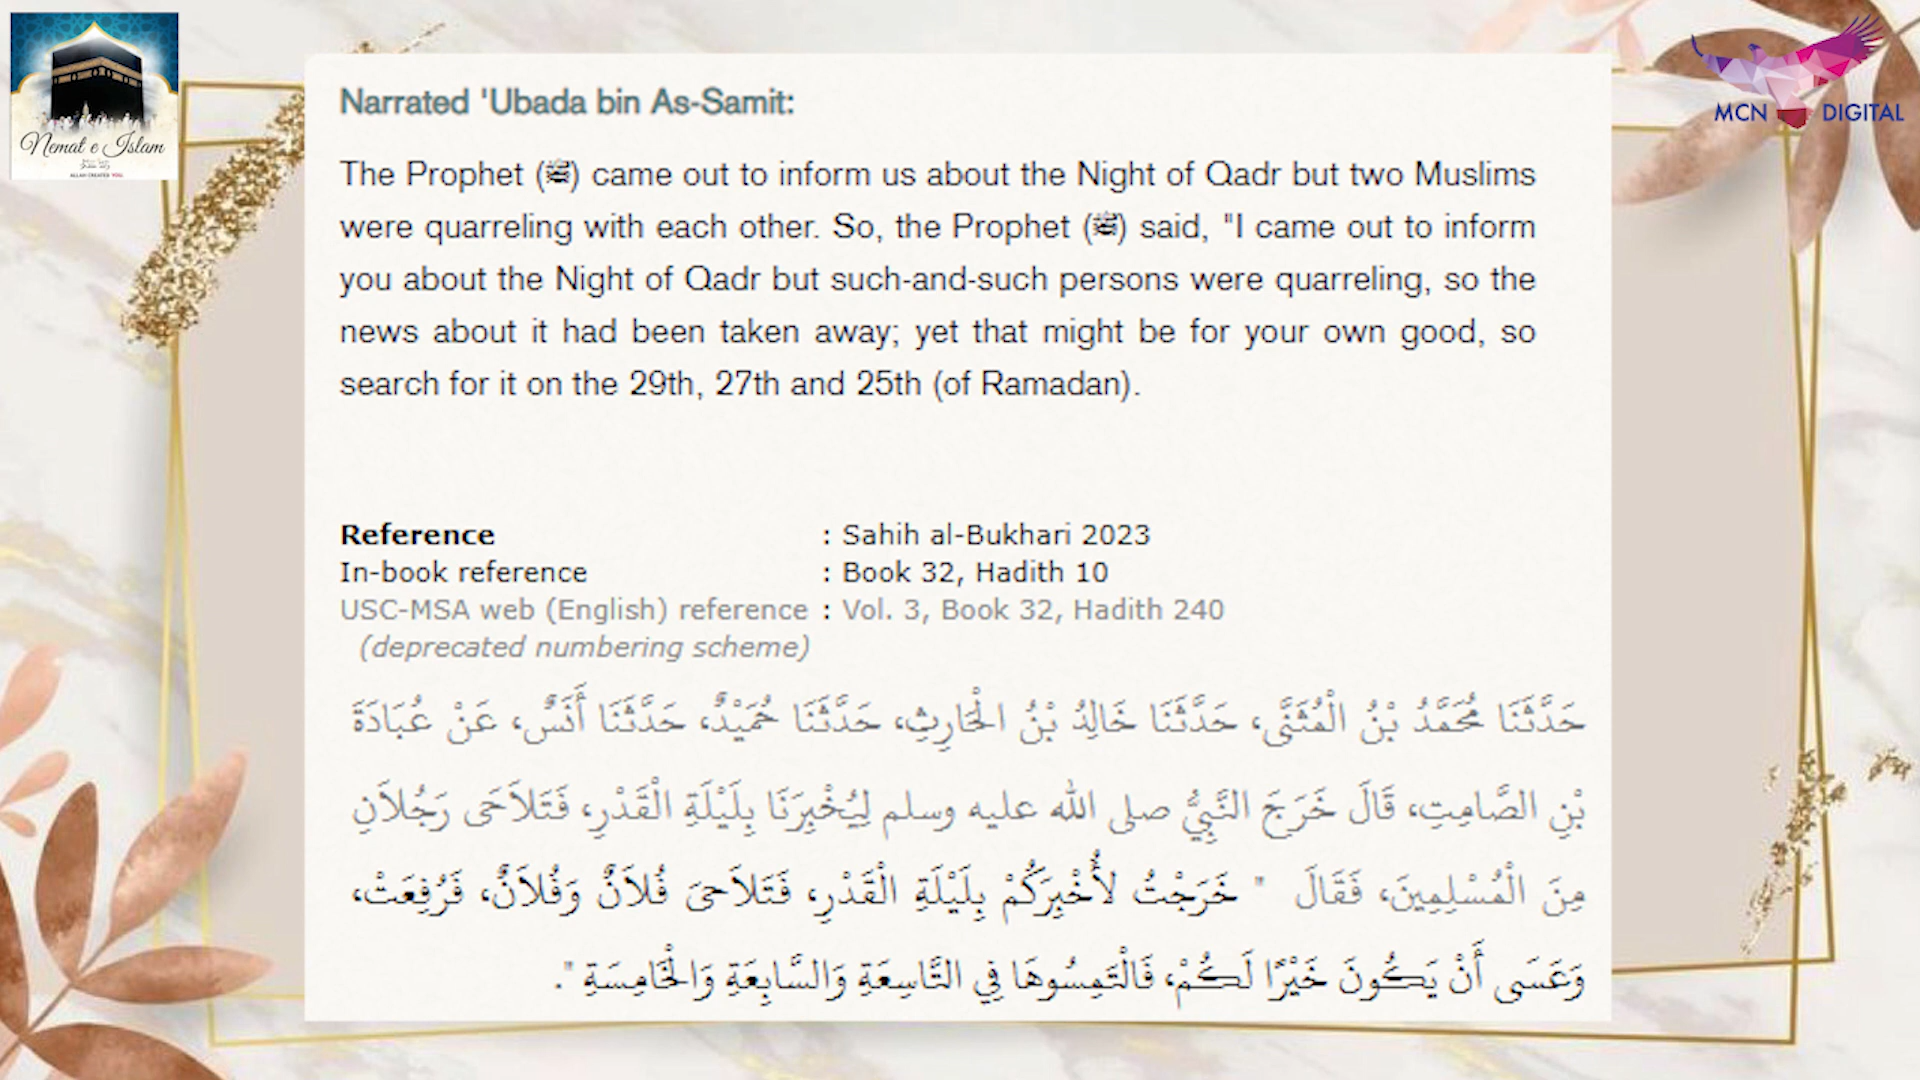 Nemat e Islam
ALLAH CREATED YOU
MCN DIGITAL
Narrated 'Ubada bin As-Samit:
The Prophet (ﷺ) came out to inform us about the Night of Qadr but two Muslims
were quarreling with each other. So, the Prophet (ﷺ) said, "I came out to inform
you about the Night of Qadr but such-and-such persons were quarreling, so the
news about it had been taken away; yet that might be for your own good, so
search for it on the 29th, 27th and 25th (of Ramadan).
Reference : Sahih al-Bukhari 2023
In-book reference : Book 32, Hadith 10
USC-MSA web (English) reference : Vol. 3, Book 32, Hadith 240
(deprecated numbering scheme)
حَدَّثَنَا مُحَمَّدُ بْنُ الْمُثَنَّى، حَدَّثَنَا خَالِدُ بْنُ الْحَارِثِ، حَدَّثَنَا حُمَيْدٌ، حَدَّثَنَا أَنَسٌ، عَنْ عُبَادَةَ
بْنِ الصَّامِتِ، قَالَ خَرَجَ النَّبِيُّ صلى الله عليه وسلم لِيُخْبِرَنَا بِلَيْلَةِ الْقَدْرِ، فَتَلاَحَى رَجُلاَنِ
مِنَ الْمُسْلِمِينَ، فَقَالَ ‏"‏ خَرَجْتُ لأُخْبِرَكُمْ بِلَيْلَةِ الْقَدْرِ، فَتَلاَحَى فُلاَنٌ وَفُلاَنٌ، فَرُفِعَتْ،
وَعَسَى أَنْ يَكُونَ خَيْرًا لَكُمْ، فَالْتَمِسُوهَا فِي التَّاسِعَةِ وَالسَّابِعَةِ وَالْخَامِسَةِ ‏"‏‏.‏